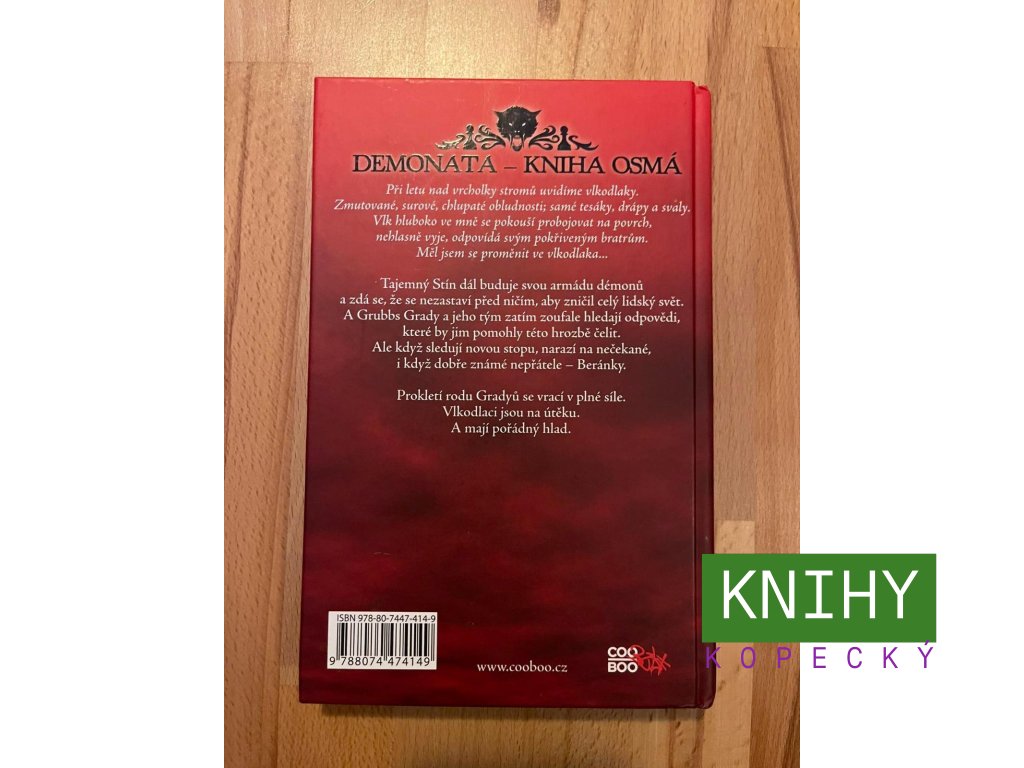 DEMONATA – KNIHA OSMÁ
Při letu nad vrcholky stromů uvidíme vlkodlaky.
Zmutované, surové, chlupaté obludnosti; samé tesáky, drápy a svaly.
Vlk hluboko ve mně se pokouší probojovat na povrch,
nehlasně vyje, odpovídá svým pokřiveným bratrům.
Měl jsem se proměnit ve vlkodlaka...
Tajemný Stín dál buduje svou armádu démonů
a zdá se, že se nezastaví před ničím, aby zničil celý lidský svět.
A Grubbs Grady a jeho tým zatím zoufale hledají odpovědi,
které by jim pomohly této hrozbě čelit.
Ale když sledují novou stopu, narazí na nečekané,
i když dobře známé nepřátele – Beránky.
Prokletí rodu Gradyů se vrací v plné síle.
Vlkodlaci jsou na útěku.
A mají pořádný hlad.
ISBN 978-80-7447-414-9
9 788074 474149
www.cooboo.cz
COO
BOO
KNIHY
KOPECKÝ